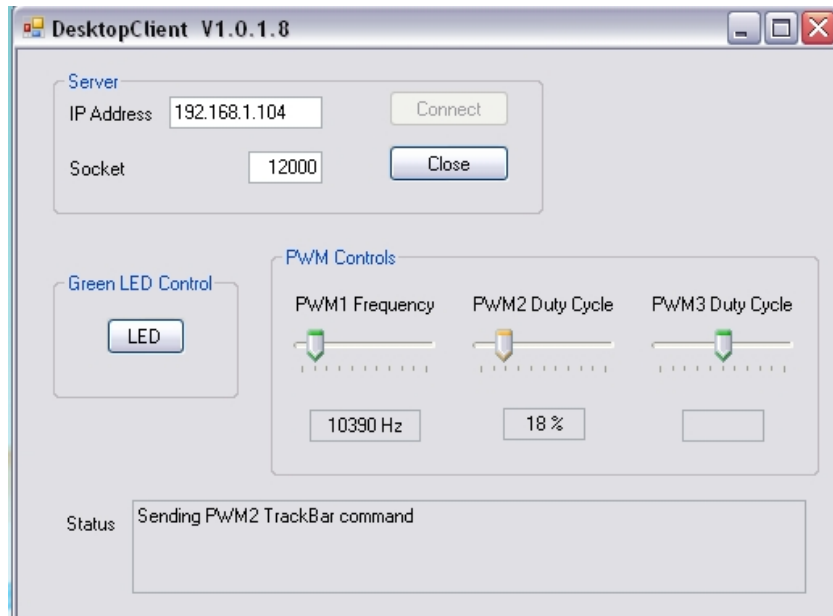 DesktopClient V1.0.1.8
Server
IP Address 192.168.1.104 Connect
Socket 12000 Close
Green LED Control
LED
PWM Controls
PWM1 Frequency PWM2 Duty Cycle PWM3 Duty Cycle
10390 Hz 18 %
Status Sending PWM2 TrackBar command